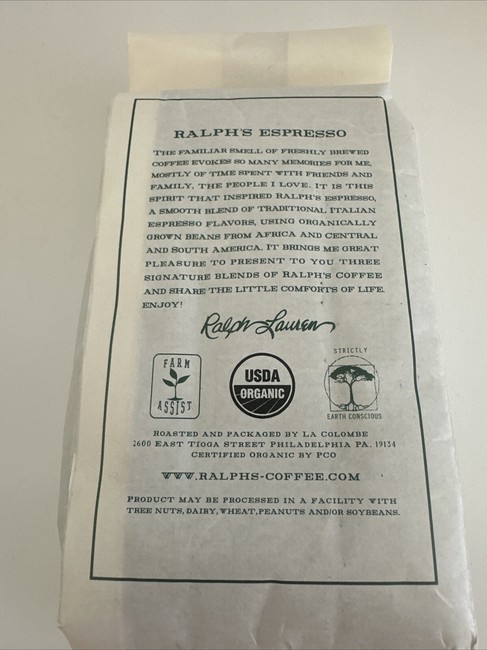 RALPH'S ESPRESSO
THE FAMILIAR SMELL OF FRESHLY BREWED
COFFEE EVOKES SO MANY MEMORIES FOR ME,
MOSTLY OF TIME SPENT WITH FRIENDS AND
FAMILY, THE PEOPLE I LOVE. IT IS THIS
SPIRIT THAT INSPIRED RALPH'S ESPRESSO,
A SMOOTH BLEND OF TRADITIONAL ITALIAN
ESPRESSO FLAVORS, USING ORGANICALLY
GROWN BEANS FROM AFRICA AND CENTRAL
AND SOUTH AMERICA. IT BRINGS ME GREAT
PLEASURE TO PRESENT TO YOU THREE
SIGNATURE BLENDS OF RALPH'S COFFEE
AND SHARE THE LITTLE COMFORTS OF LIFE.
ENJOY!
Ralph Lauren
FARM
ASSIST
USDA
ORGANIC
STRICTLY
EARTH CONSCIOUS
ROASTED AND PACKAGED BY LA COLOMBE
2600 EAST TIOGA STREET PHILADELPHIA PA, 19134
CERTIFIED ORGANIC BY PCO
WWW.RALPHS-COFFEE.COM
PRODUCT MAY BE PROCESSED IN A FACILITY WITH
TREE NUTS, DAIRY, WHEAT, PEANUTS AND/OR SOYBEANS.